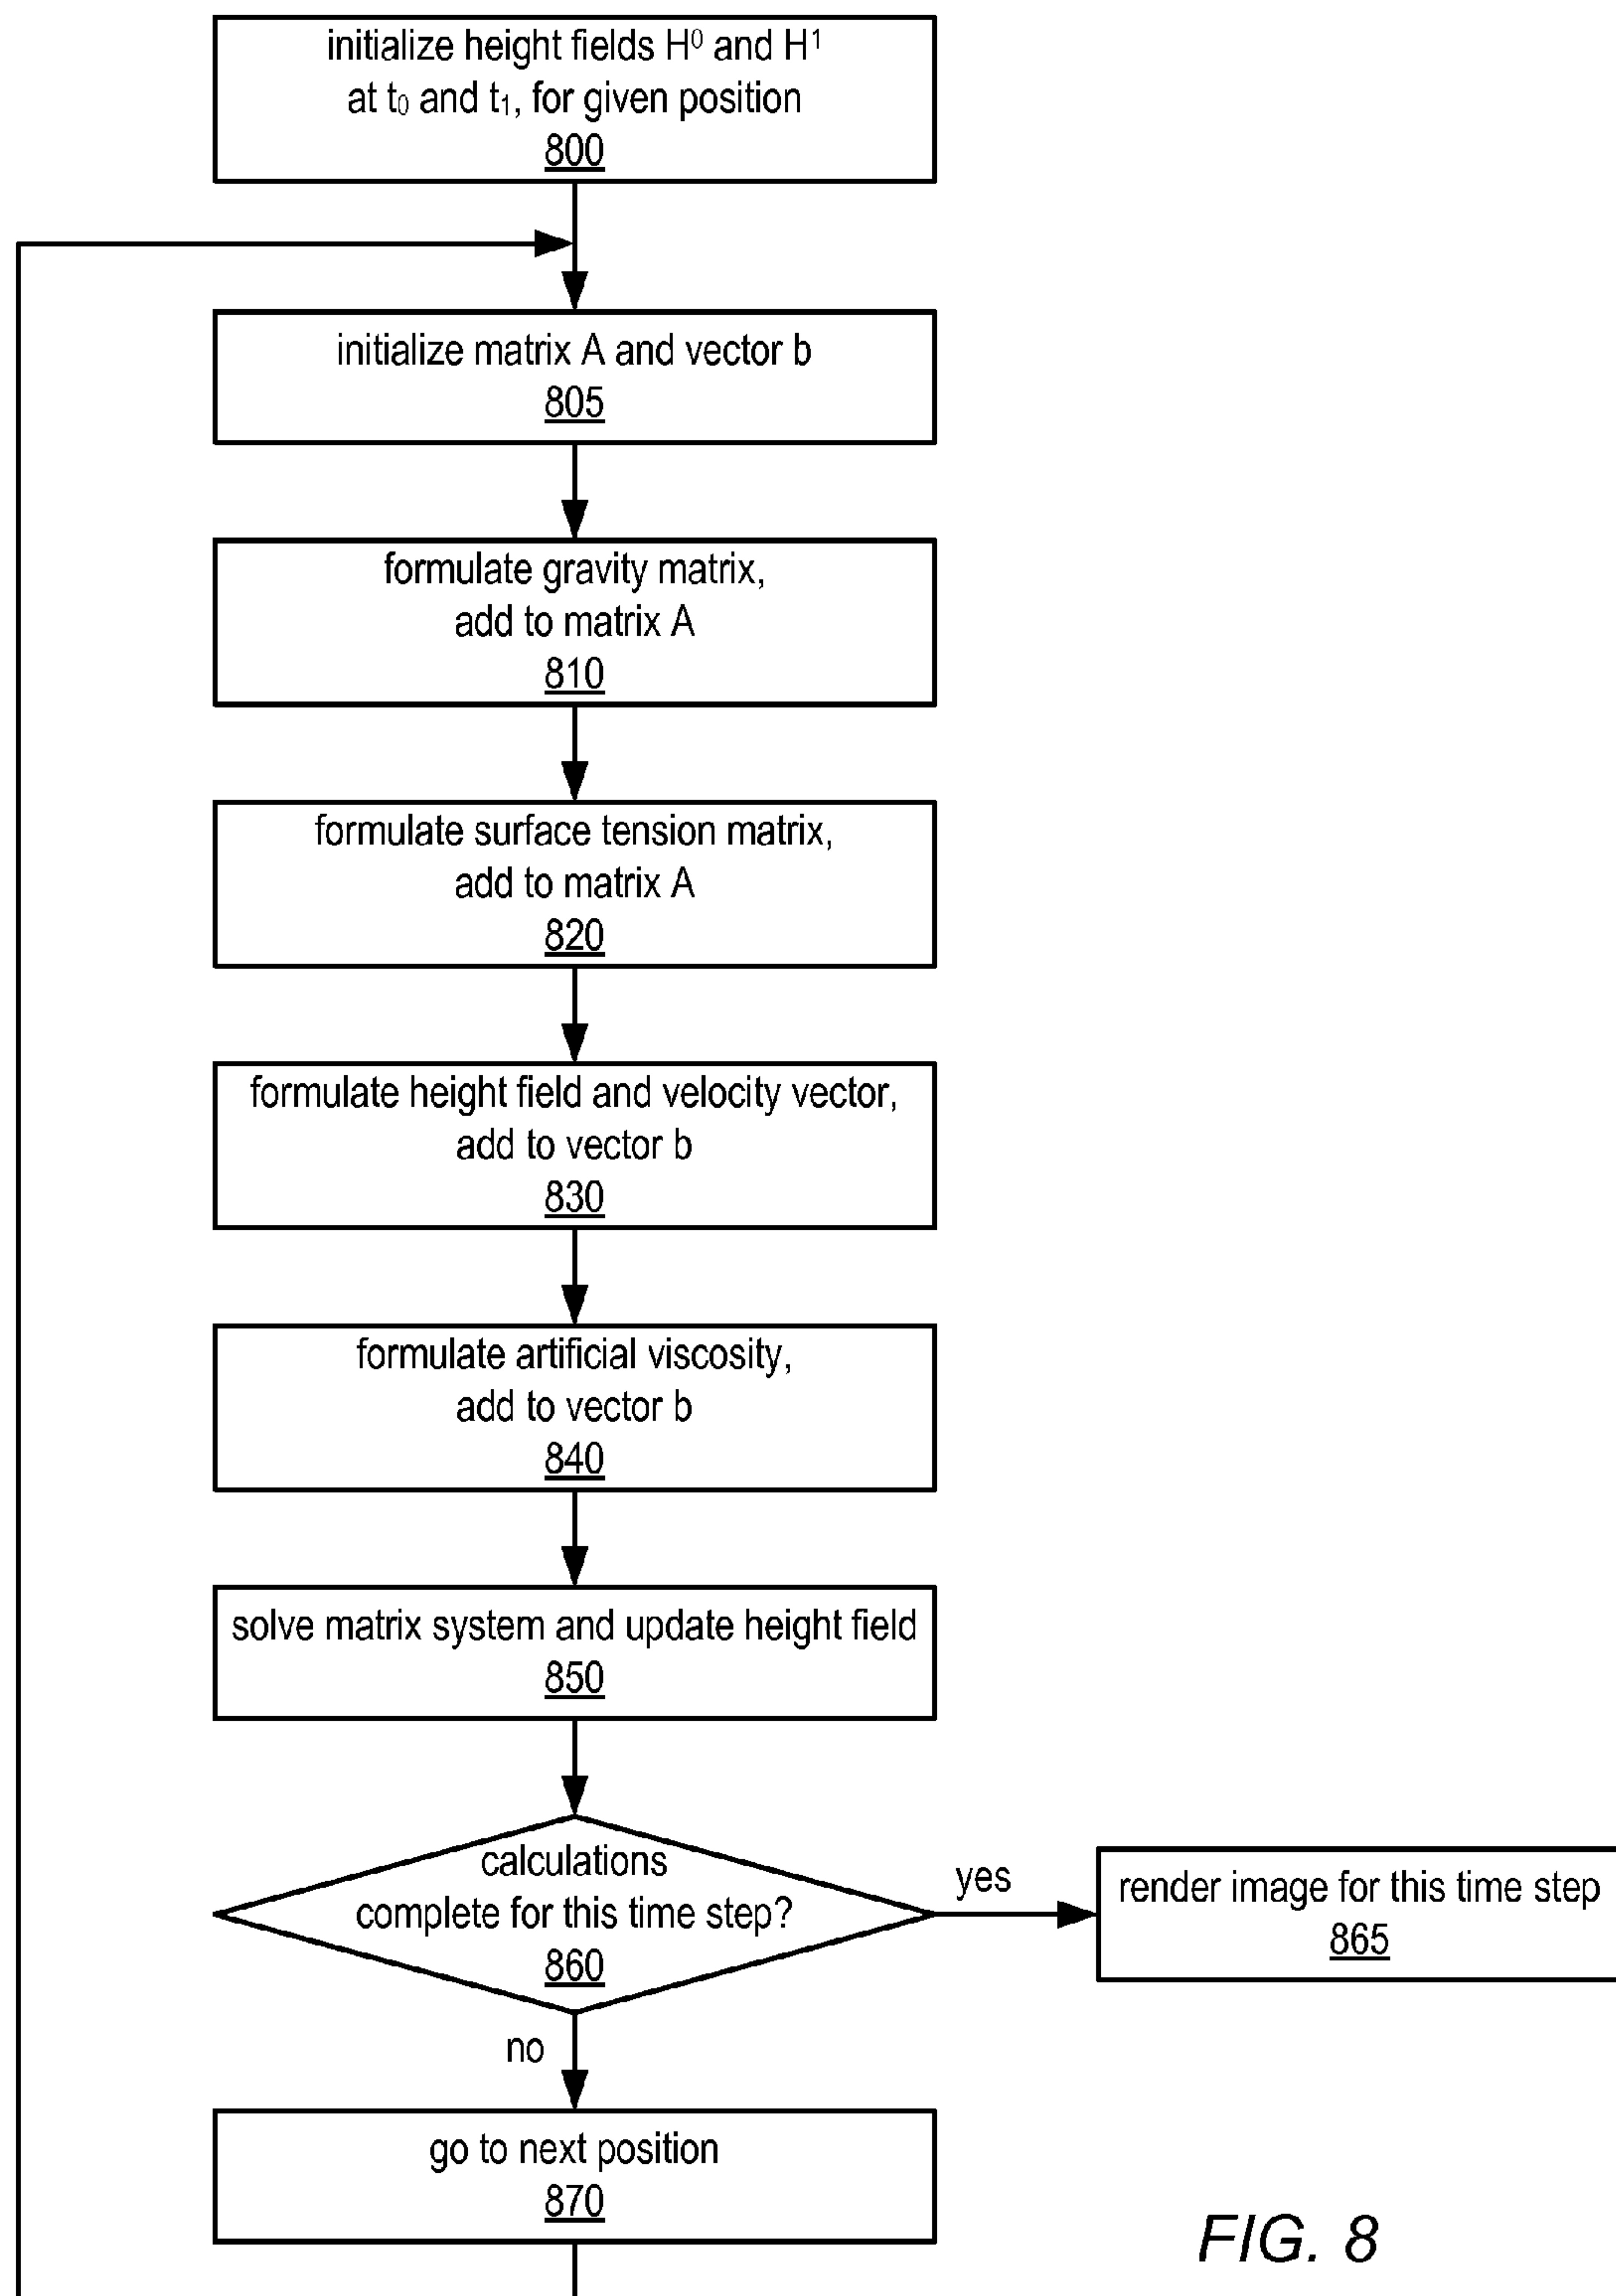 initialize height fields H⁰ and H¹
at t₀ and t₁, for given position
800
initialize matrix A and vector b
805
formulate gravity matrix,
add to matrix A
810
formulate surface tension matrix,
add to matrix A
820
formulate height field and velocity vector,
add to vector b
830
formulate artificial viscosity,
add to vector b
840
solve matrix system and update height field
850
calculations
complete for this time step?
860
yes
render image for this time step
865
no
go to next position
870
FIG. 8